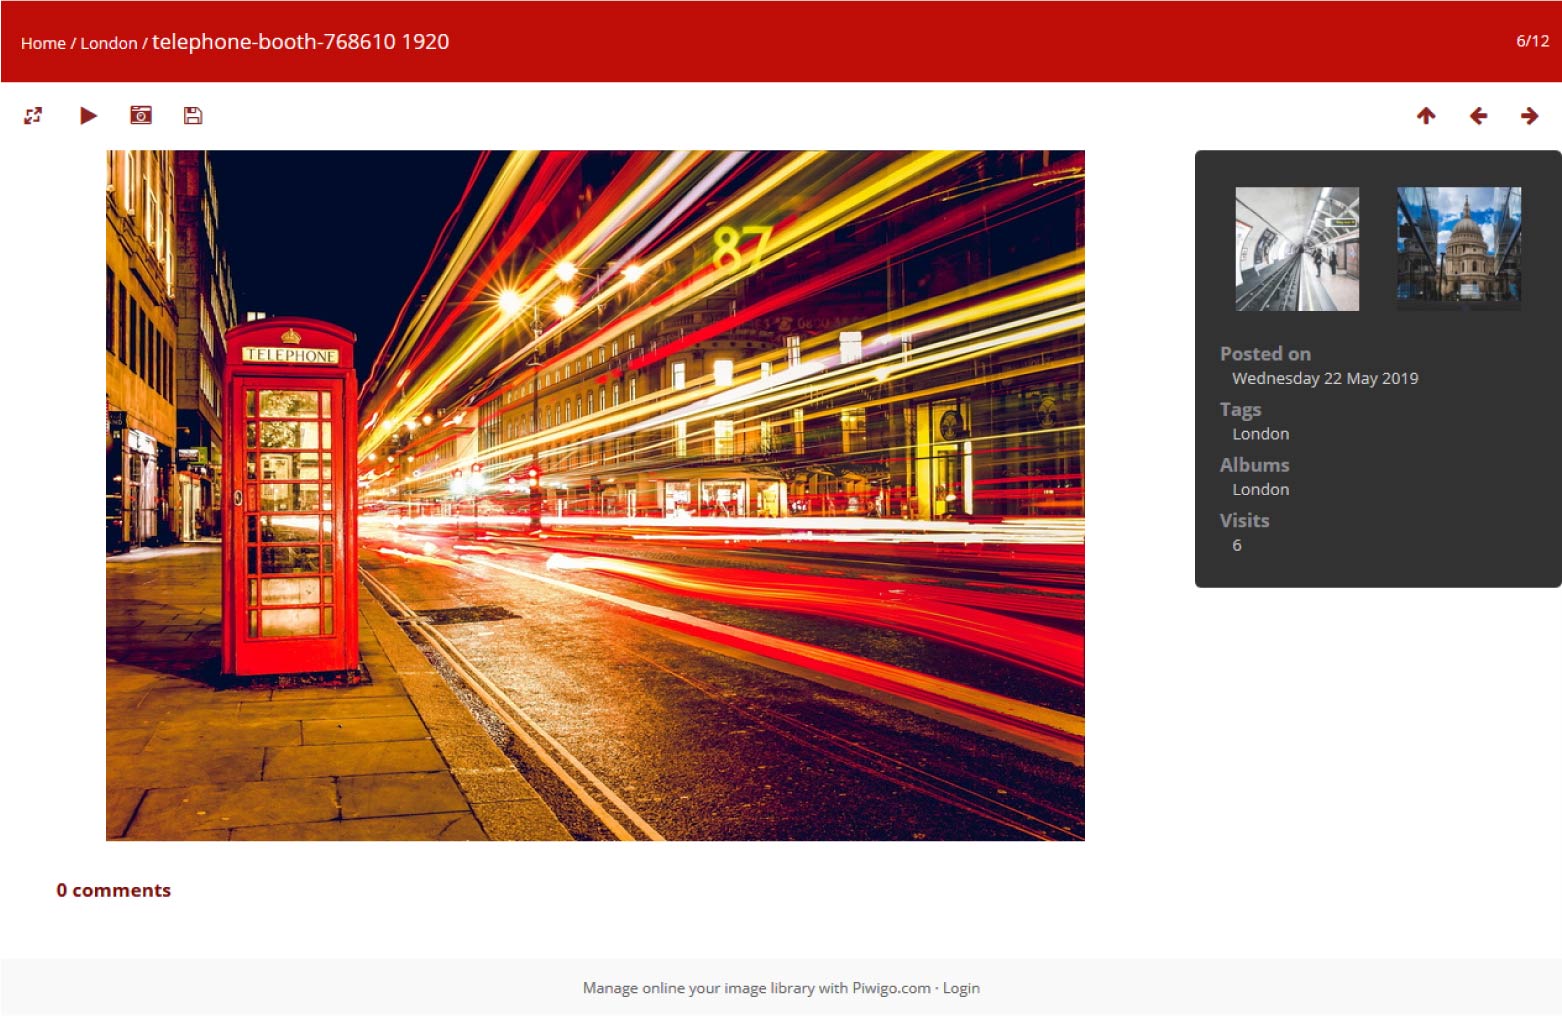 Home / London / telephone-booth-768610 1920
6/12
87
TELEPHONE
Posted on
Wednesday 22 May 2019
Tags
London
Albums
London
Visits
6
0 comments
Manage online your image library with Piwigo.com · Login